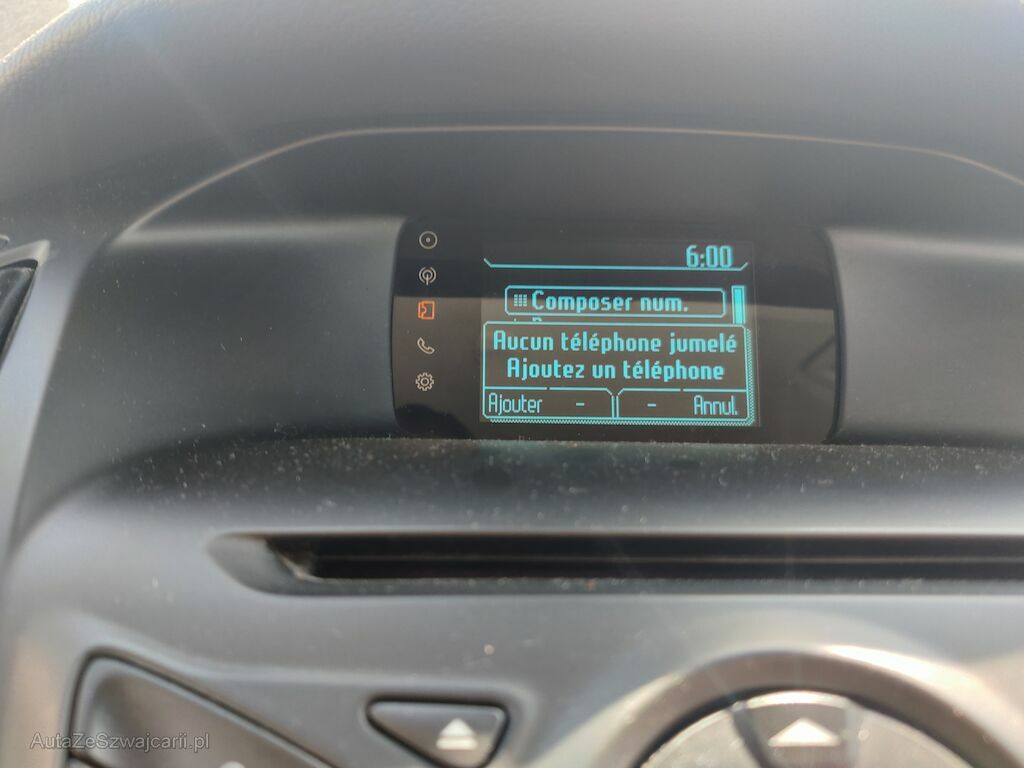 6:00
Composer num.
Aucun téléphone jumelé
Ajoutez un téléphone
Ajouter - - Annul.
AutaZeSzwajcarii.pl